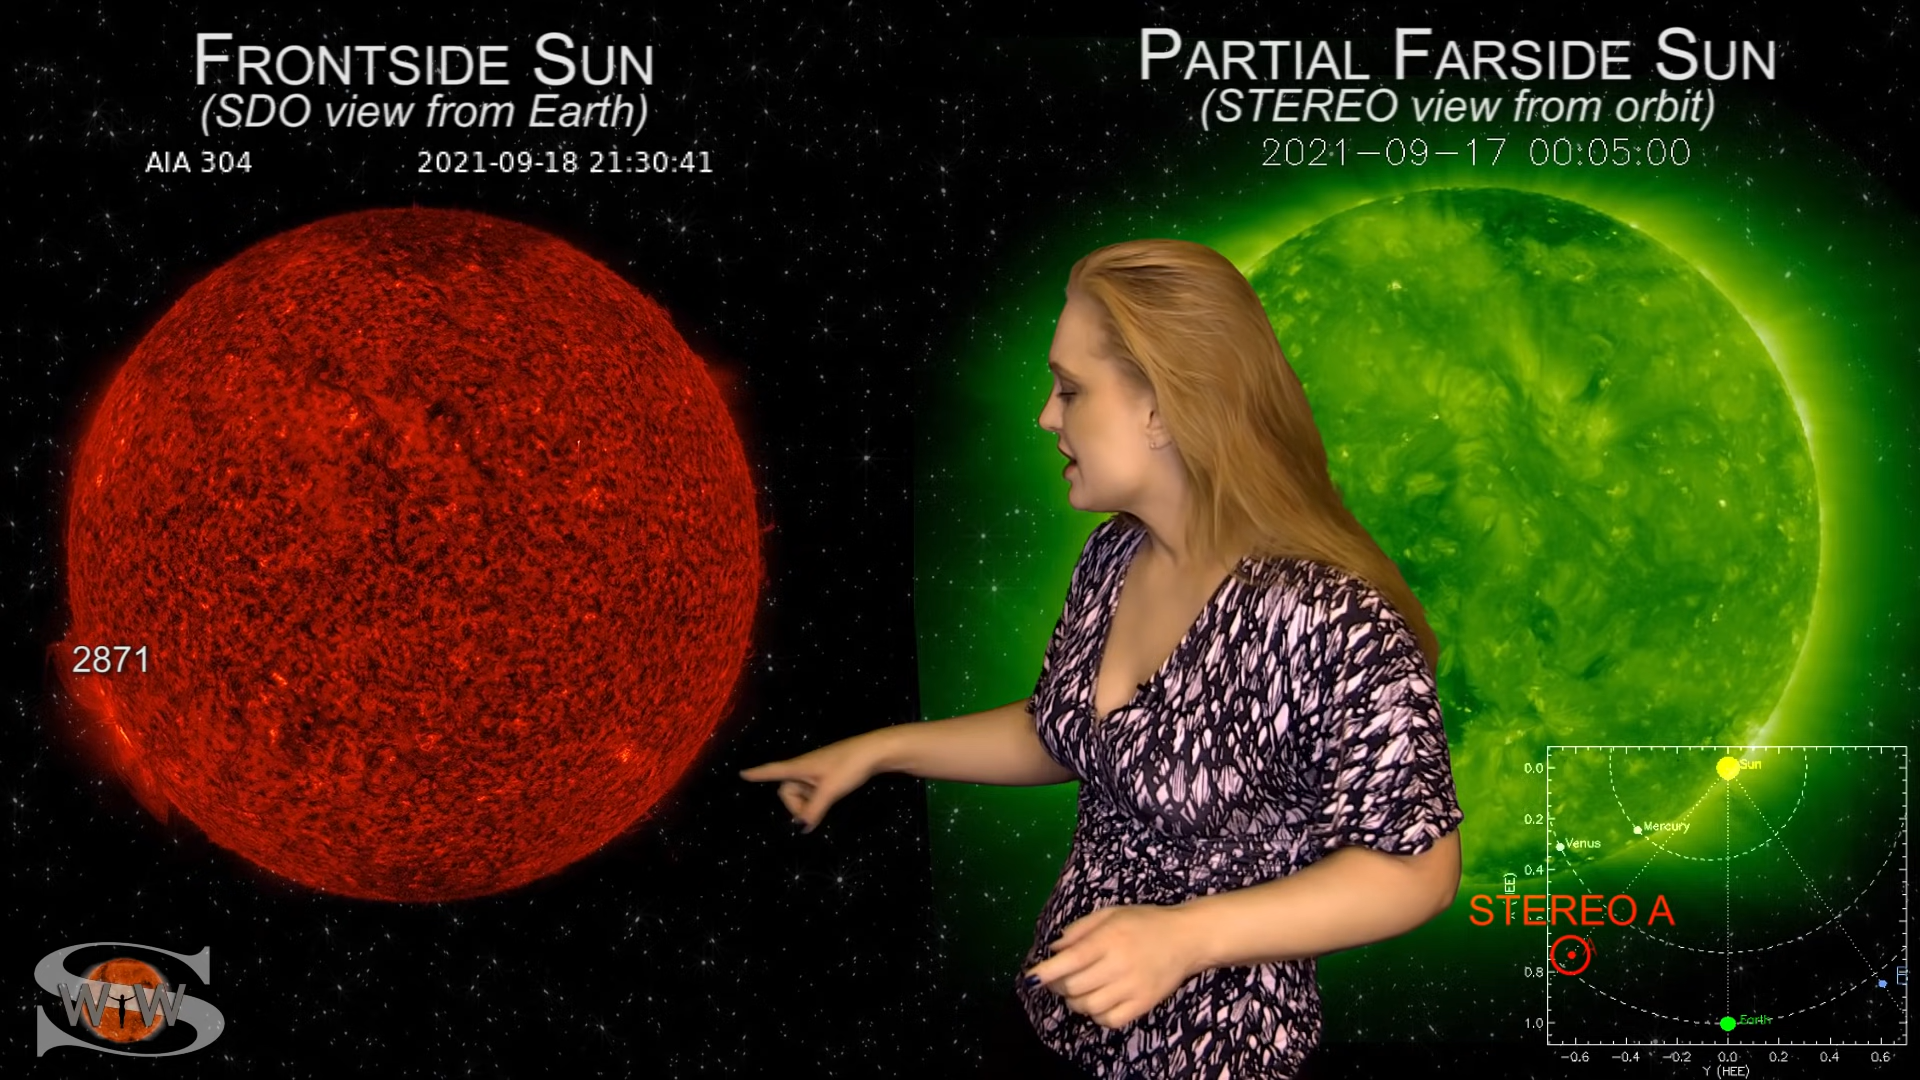 FRONTSIDE SUN
(SDO view from Earth)
AIA 304 2021-09-18 21:30:41
PARTIAL FARSIDE SUN
(STEREO view from orbit)
2021-09-17 00:05:00
2871
0.0
Sun
0.2
Mercury
Venus
0.4
STEREO A
0.8
1.0
Earth
-0.6 -0.4 -0.2 0.0 0.2 0.4 0.6
Y (HEE)
SWTW